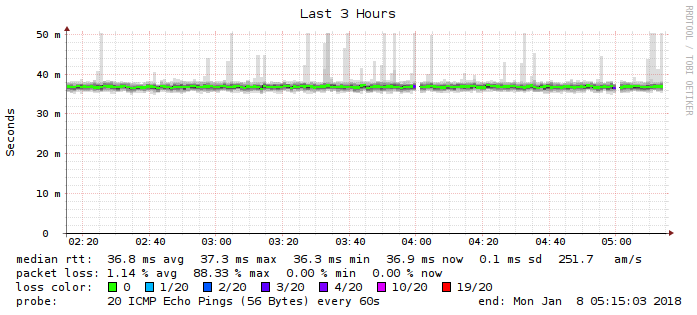 Last 3 Hours
RRDTOOL / TOBI OETIKER
Seconds
50 m
40 m
30 m
20 m
10 m
0
02:20 02:40 03:00 03:20 03:40 04:00 04:20 04:40 05:00
median rtt: 36.8 ms avg 37.3 ms max 36.3 ms min 36.9 ms now 0.1 ms sd 251.7 am/s
packet loss: 1.14 % avg 88.33 % max 0.00 % min 0.00 % now
loss color: 0 1/20 2/20 3/20 4/20 10/20 19/20
probe: 20 ICMP Echo Pings (56 Bytes) every 60s end: Mon Jan 8 05:15:03 2018